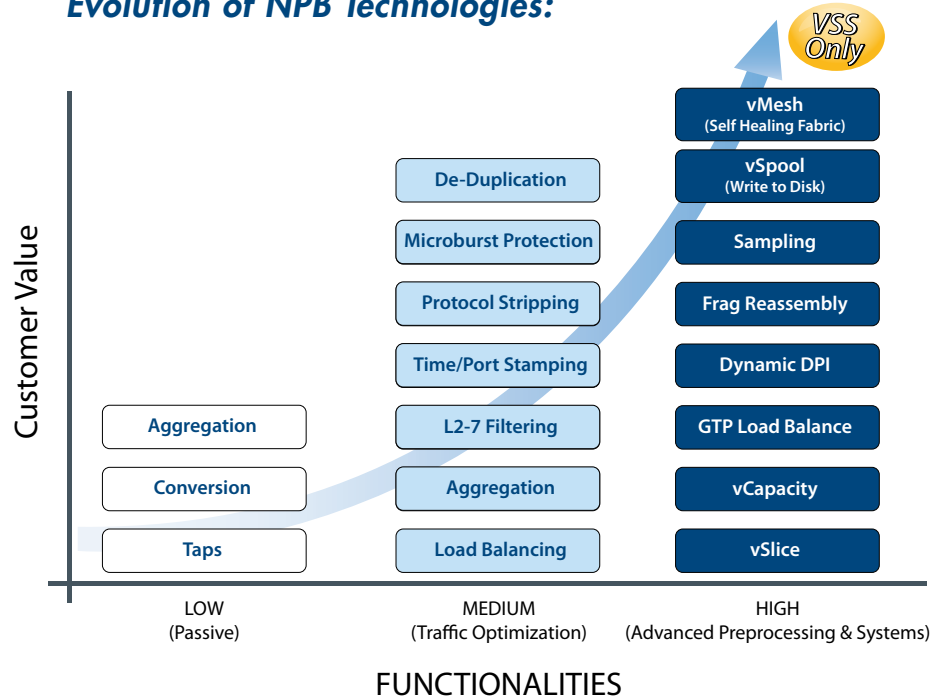 Evolution of NPB Technologies:
VSS
Only
Customer Value
Aggregation
Conversion
Taps
De-Duplication
Microburst Protection
Protocol Stripping
Time/Port Stamping
L2-7 Filtering
Aggregation
Load Balancing
vMesh
(Self Healing Fabric)
vSpool
(Write to Disk)
Sampling
Frag Reassembly
Dynamic DPI
GTP Load Balance
vCapacity
vSlice
LOW
(Passive)
MEDIUM
(Traffic Optimization)
HIGH
(Advanced Preprocessing & Systems)
FUNCTIONALITIES